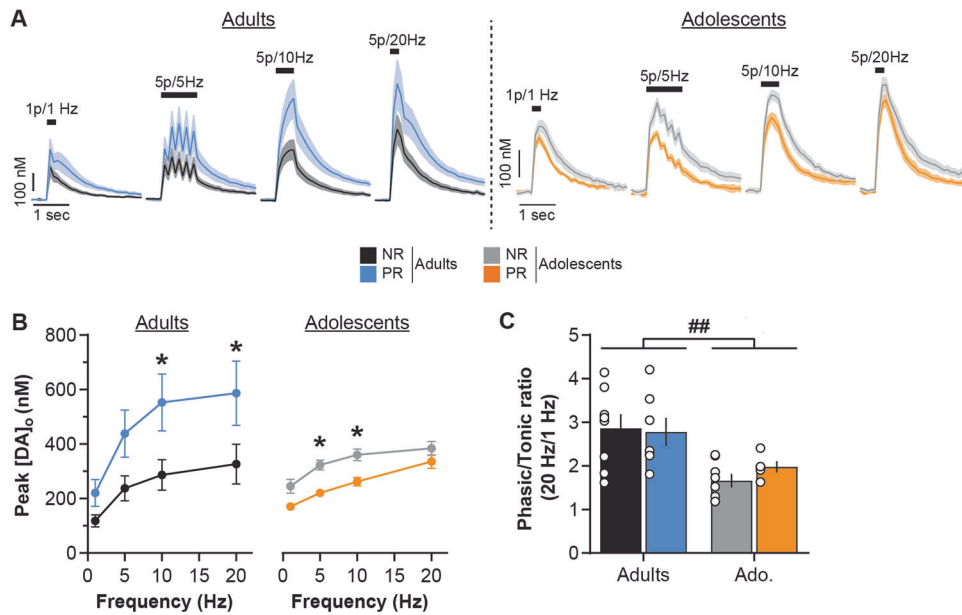 A
Adults
Adolescents
1p/1 Hz
5p/5Hz
5p/10Hz
5p/20Hz
1p/1 Hz
5p/5Hz
5p/10Hz
5p/20Hz
100 nM
1 sec
100 nM
1 sec
NR
PR
Adults
NR
PR
Adolescents
B
Adults
Adolescents
Peak [DA]o (nM)
800
600
400
200
0
* *
* *
0 5 10 15 20
0 5 10 15 20
Frequency (Hz)
Frequency (Hz)
C
##
Phasic/Tonic ratio
(20 Hz/1 Hz)
5
4
3
2
1
0
Adults
Ado.